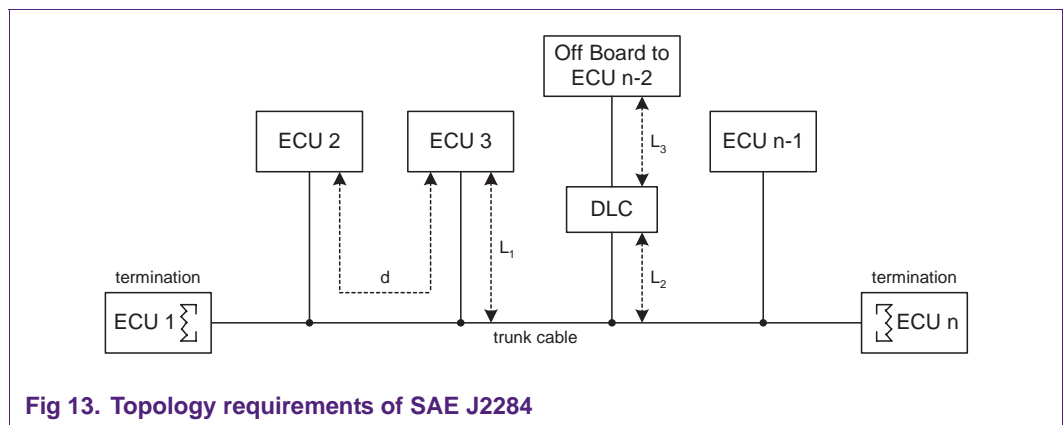 Off Board to
ECU n-2
ECU 2
ECU 3
L3
ECU n-1
DLC
L1
L2
d
termination
termination
ECU 1
ECU n
trunk cable
Fig 13. Topology requirements of SAE J2284